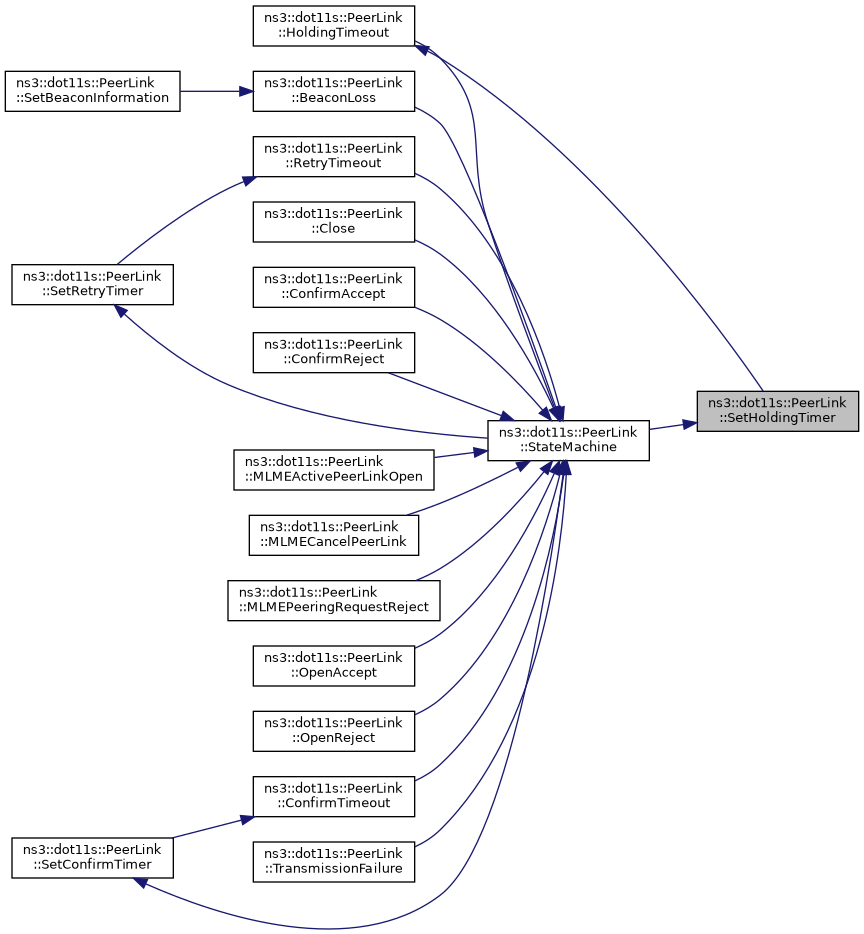 ns3::dot11s::PeerLink
::HoldingTimeout
ns3::dot11s::PeerLink
::SetBeaconInformation
ns3::dot11s::PeerLink
::BeaconLoss
ns3::dot11s::PeerLink
::RetryTimeout
ns3::dot11s::PeerLink
::Close
ns3::dot11s::PeerLink
::SetRetryTimer
ns3::dot11s::PeerLink
::ConfirmAccept
ns3::dot11s::PeerLink
::ConfirmReject
ns3::dot11s::PeerLink
::SetHoldingTimer
ns3::dot11s::PeerLink
::StateMachine
ns3::dot11s::PeerLink
::MLMEActivePeerLinkOpen
ns3::dot11s::PeerLink
::MLMECancelPeerLink
ns3::dot11s::PeerLink
::MLMEPeeringRequestReject
ns3::dot11s::PeerLink
::OpenAccept
ns3::dot11s::PeerLink
::OpenReject
ns3::dot11s::PeerLink
::ConfirmTimeout
ns3::dot11s::PeerLink
::SetConfirmTimer
ns3::dot11s::PeerLink
::TransmissionFailure